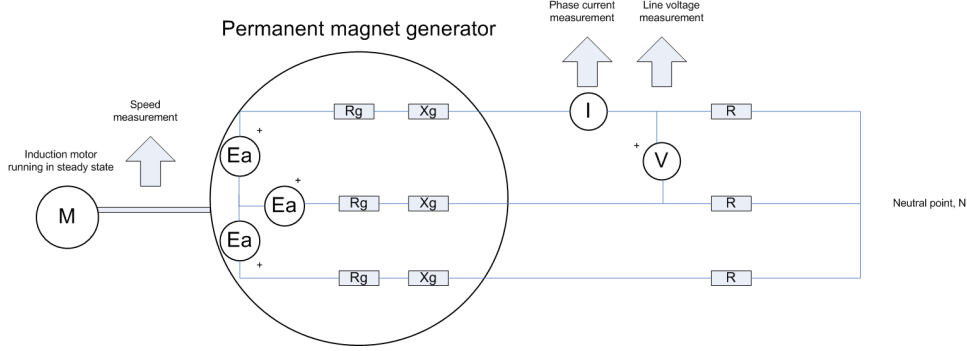 Phase current
measurement
Line voltage
measurement
Permanent magnet generator
Speed
measurement
Rg
Xg
I
R
+
Ea
+
V
Induction motor
running in steady state
+
M
Ea
Rg
Xg
R
Neutral point, N
Ea
+
Rg
Xg
R